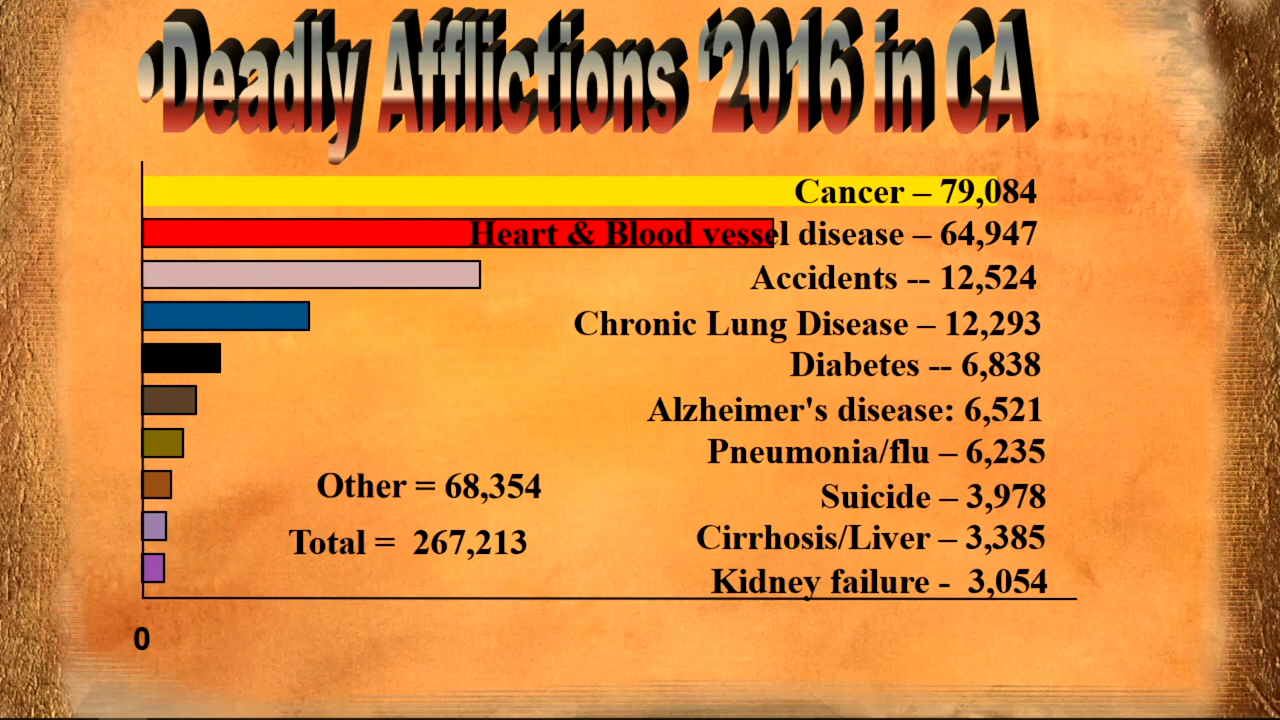 •Deadly Afflictions ‘2016 in CA
Cancer – 79,084
Heart & Blood vessel disease – 64,947
Accidents -- 12,524
Chronic Lung Disease – 12,293
Diabetes -- 6,838
Alzheimer's disease: 6,521
Pneumonia/flu – 6,235
Other = 68,354
Suicide – 3,978
Cirrhosis/Liver – 3,385
Total =  267,213
Kidney failure -  3,054
0